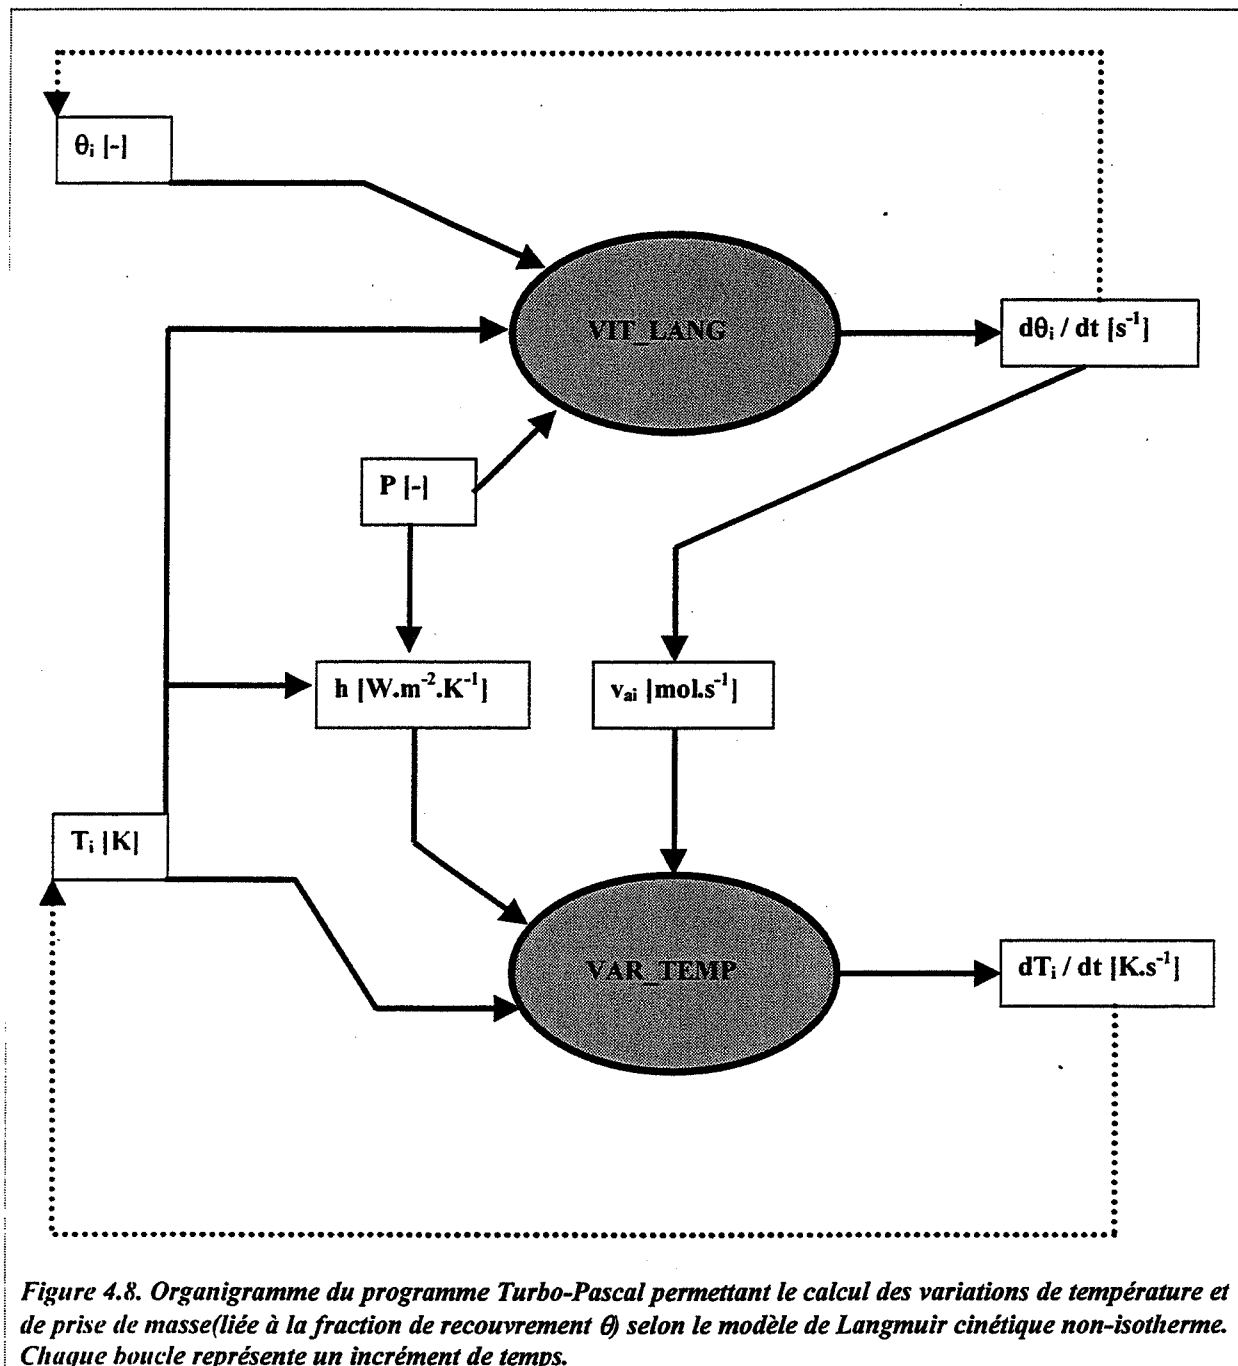 θᵢ [-]
VIT_LANG
dθᵢ / dt [s⁻¹]
P [-]
h [W.m⁻².K⁻¹]
vₐᵢ [mol.s⁻¹]
Tᵢ [K]
VAR_TEMP
dTᵢ / dt [K.s⁻¹]
Figure 4.8. Organigramme du programme Turbo-Pascal permettant le calcul des variations de température et
de prise de masse(liée à la fraction de recouvrement θ) selon le modèle de Langmuir cinétique non-isotherme.
Chaque boucle représente un incrément de temps.